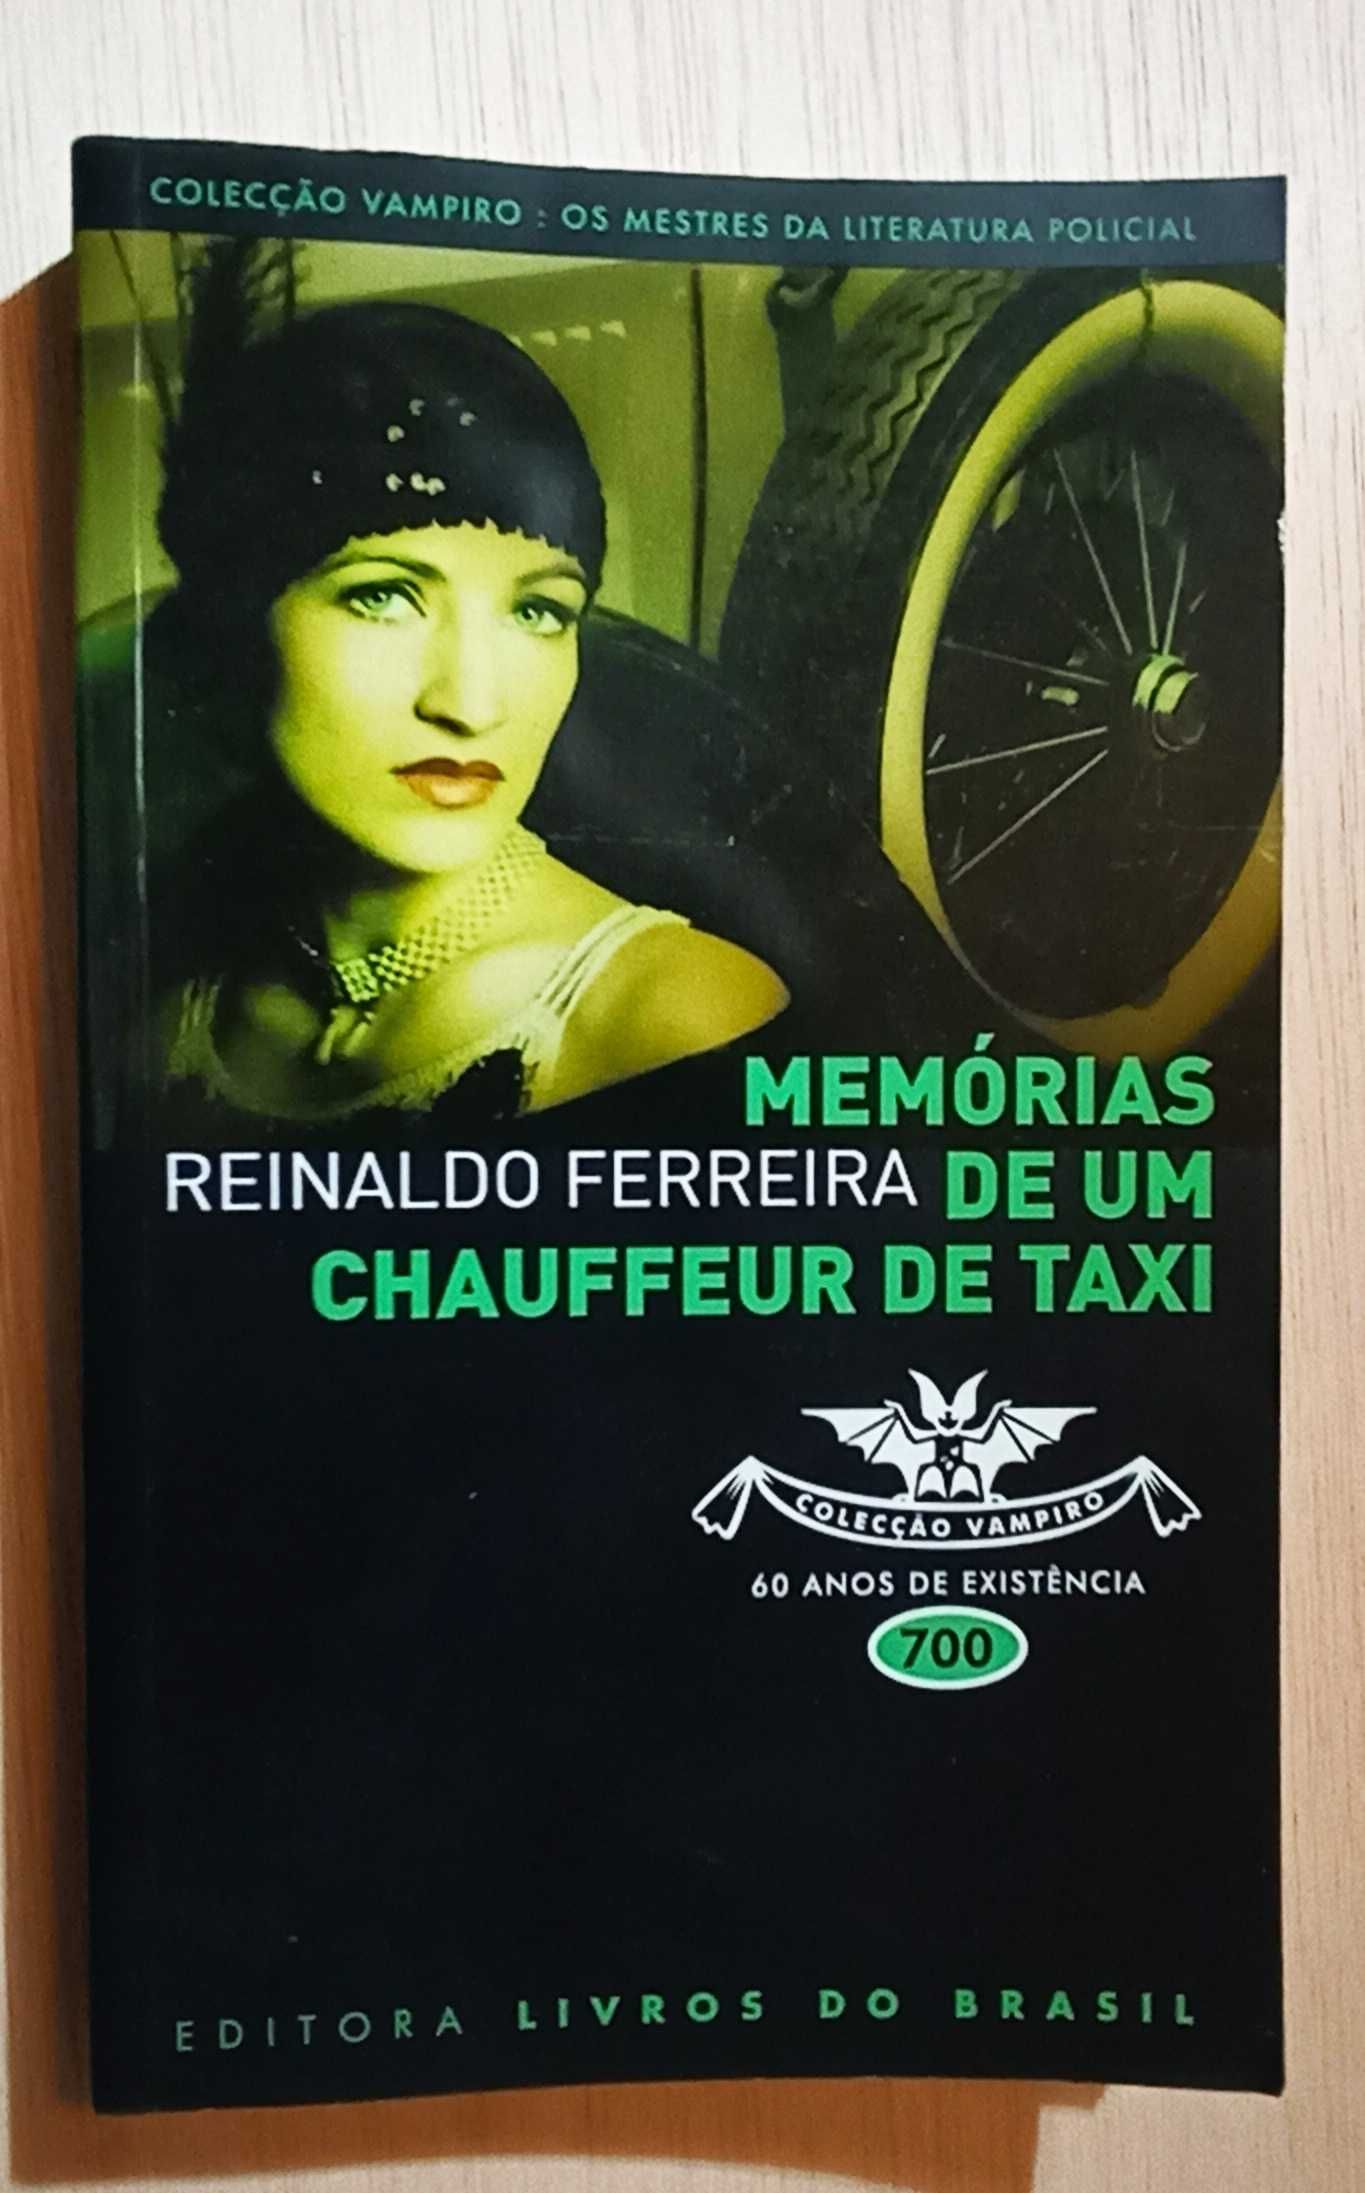 COLECÇÃO VAMPIRO : OS MESTRES DA LITERATURA POLICIAL
MEMÓRIAS
REINALDO FERREIRA DE UM
CHAUFFEUR DE TAXI
COLECÇÃO VAMPIRO
60 ANOS DE EXISTÊNCIA
700
EDITORA LIVROS DO BRASIL